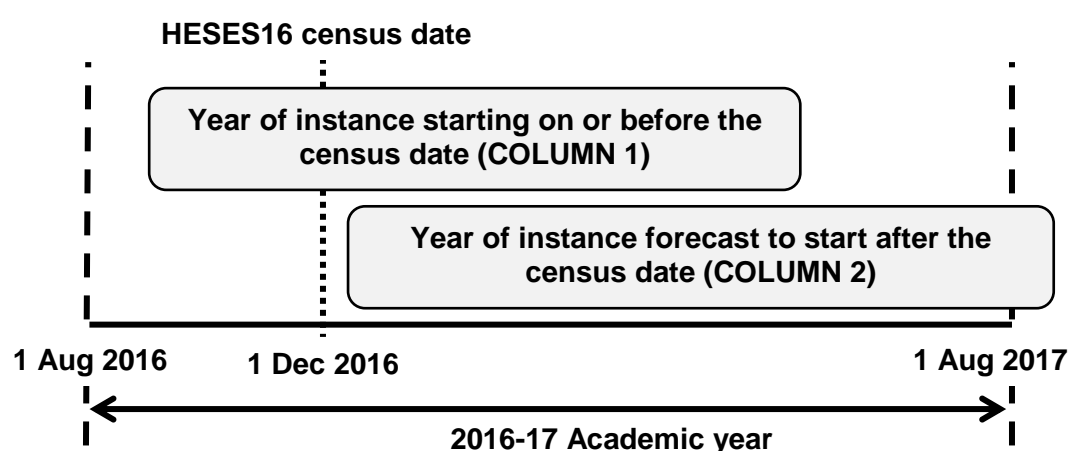 HESES16 census date
Year of instance starting on or before the
census date (COLUMN 1)
Year of instance forecast to start after the
census date (COLUMN 2)
1 Aug 2016
1 Dec 2016
1 Aug 2017
2016-17 Academic year